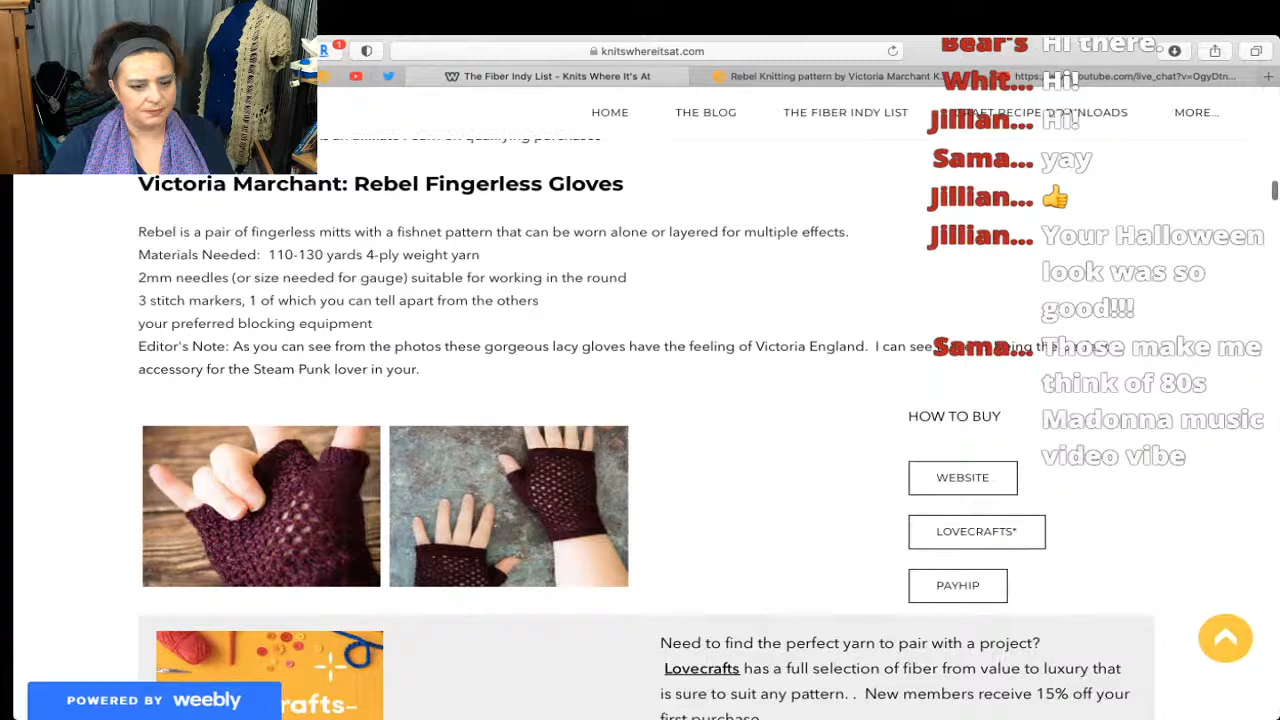 R
1
knitswhereitsat.com
The Fiber Indy List - Knits Where It's At
Rebel Knitting pattern by Victoria Marchant K
https://
outube.com/live_chat?v=OgyDtn...
HOME
THE BLOG
THE FIBER INDY LIST
CRAFT RECIPE DOWNLOADS
MORE...
Bear's Hi there.
Whit... Hi!
Jillian... Hi!
Sama... yay
Jillian... 👍
Jillian... Your Halloween
look was so
good!!!
Sama... Those make me
think of 80s
Madonna music
video vibe
qualifying purchases
Victoria Marchant: Rebel Fingerless Gloves
Rebel is a pair of fingerless mitts with a fishnet pattern that can be worn alone or layered for multiple effects.
Materials Needed: 110-130 yards 4-ply weight yarn
2mm needles (or size needed for gauge) suitable for working in the round
3 stitch markers, 1 of which you can tell apart from the others
your preferred blocking equipment
Editor's Note: As you can see from the photos these gorgeous lacy gloves have the feeling of Victoria England. I can see
accessory for the Steam Punk lover in your.
HOW TO BUY
WEBSITE
LOVECRAFTS*
PAYHIP
Need to find the perfect yarn to pair with a project?
Lovecrafts has a full selection of fiber from value to luxury that
is sure to suit any pattern. . New members receive 15% off your
first purchase
rafts-
POWERED BY weebly